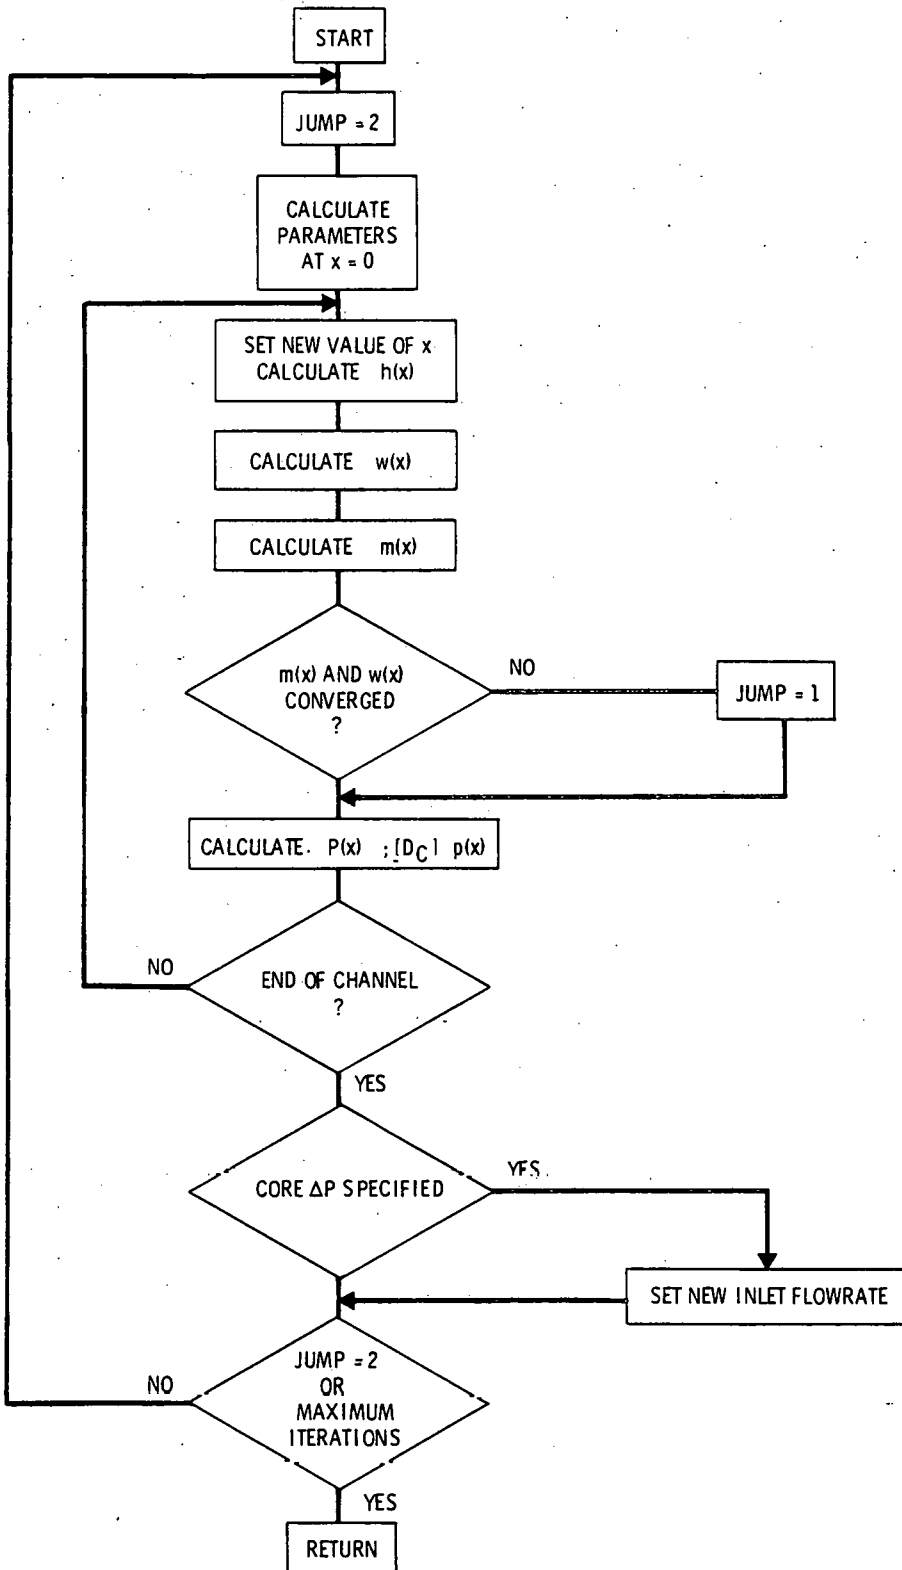 START
JUMP = 2
CALCULATE
PARAMETERS
AT x = 0
SET NEW VALUE OF x
CALCULATE h(x)
CALCULATE w(x)
CALCULATE m(x)
m(x) AND w(x)
CONVERGED
?
NO
JUMP = 1
CALCULATE. P(x) ; [DC] p(x)
NO
END OF CHANNEL
?
YES
CORE ΔP SPECIFIED
YES
SET NEW INLET FLOWRATE
NO
JUMP = 2
OR
MAXIMUM
ITERATIONS
YES
RETURN